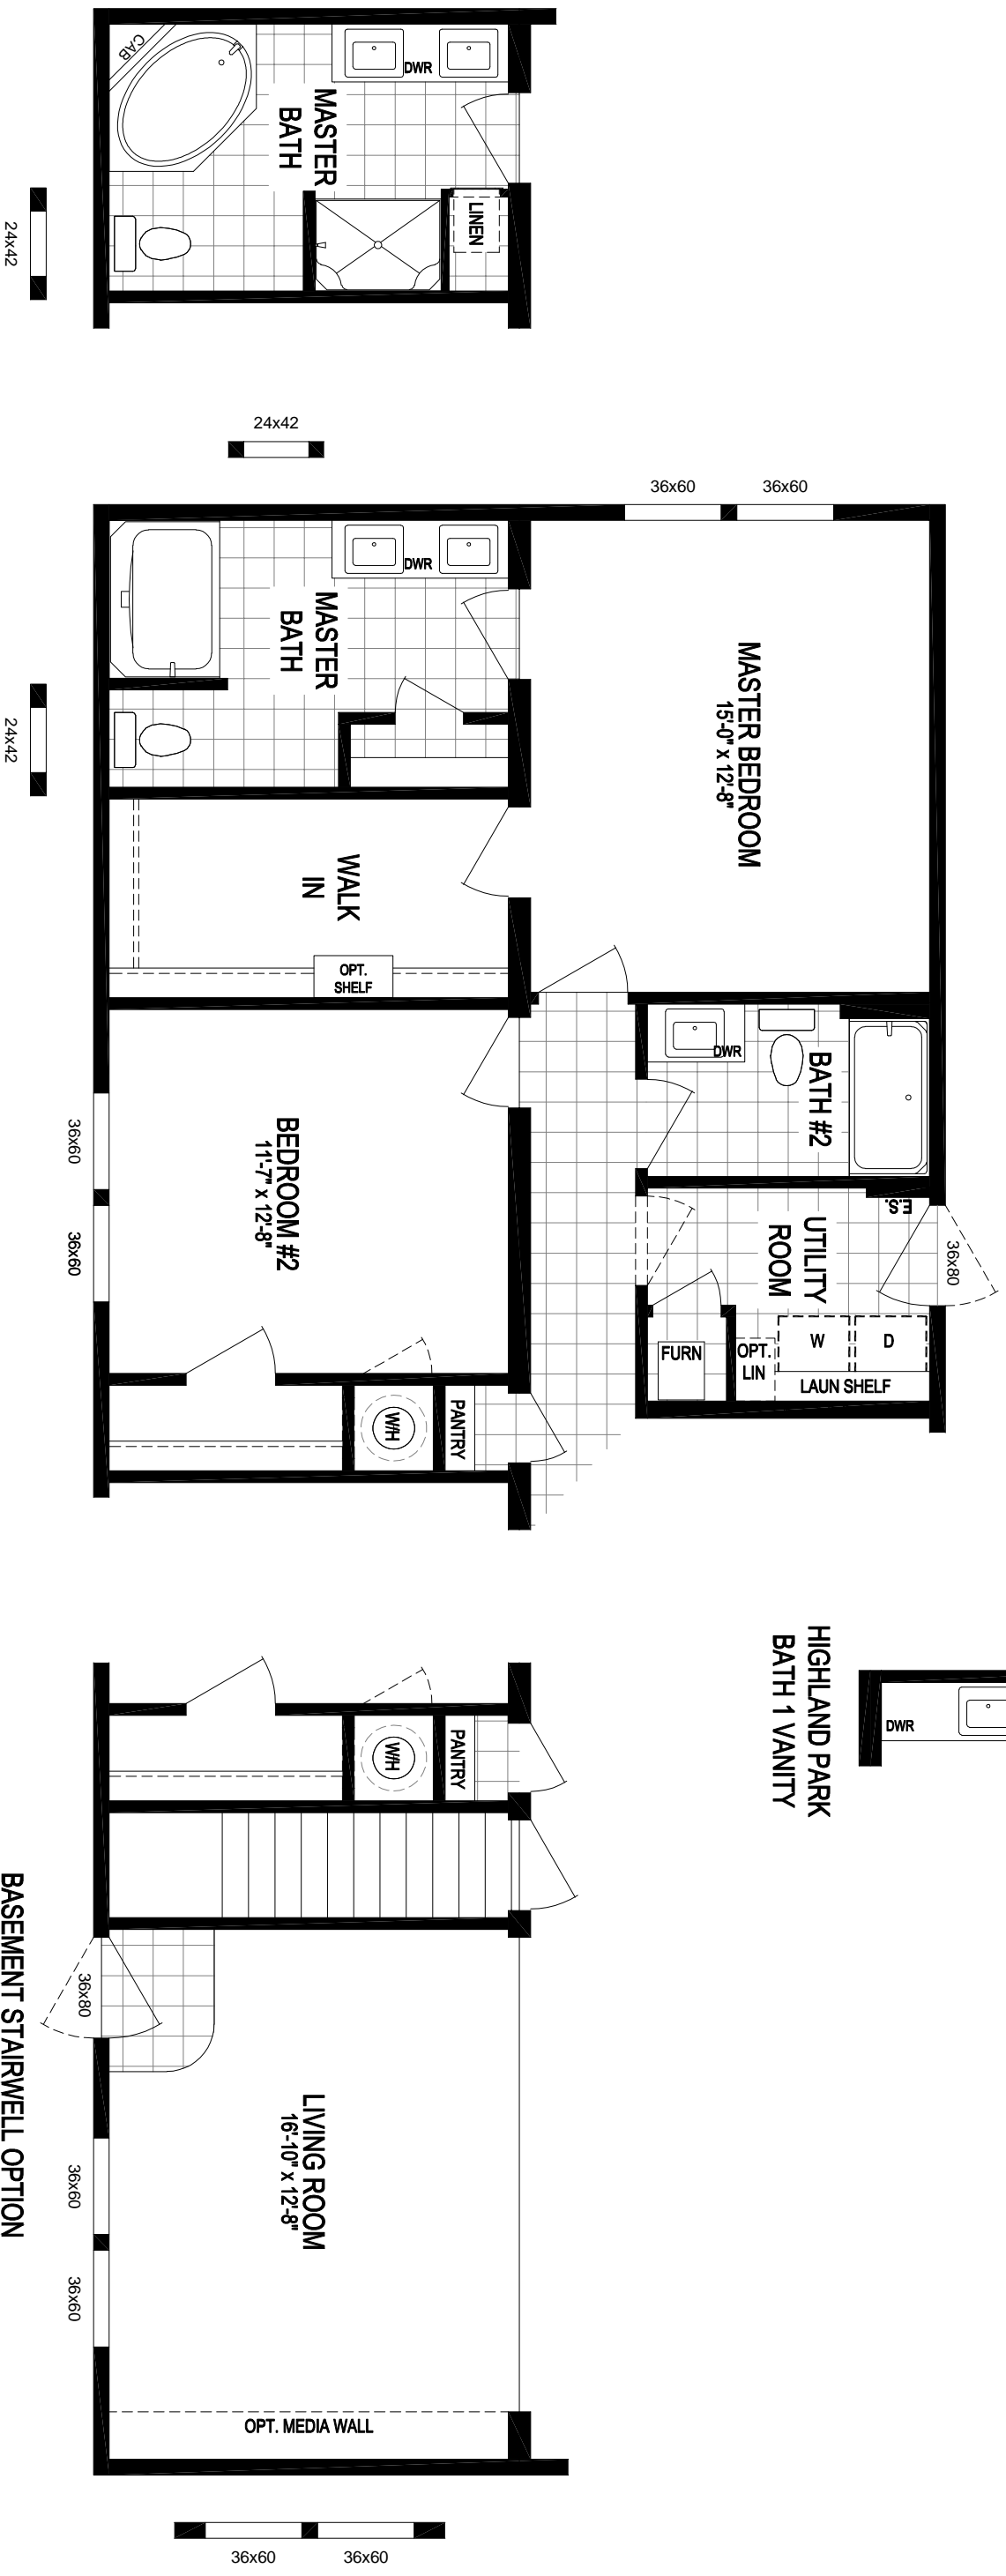 CAB
DWR
MASTER
BATH
LINEN
24x42
24x42
36x60
36x60
DWR
MASTER
BATH
24x42
MASTER BEDROOM
15'-0" x 12'-8"
WALK
IN
OPT.
SHELF
DWR
BATH #2
BEDROOM #2
11'-7" x 12'-8"
36x60
36x60
E.S.
UTILITY
ROOM
36x80
FURN
OPT.
LIN
W
D
LAUN SHELF
W/H
PANTRY
HIGHLAND PARK
BATH 1 VANITY
DWR
W/H
PANTRY
36x80
LIVING ROOM
16'-10" x 12'-8"
36x60
36x60
OPT. MEDIA WALL
BASEMENT STAIRWELL OPTION
36x60
36x60